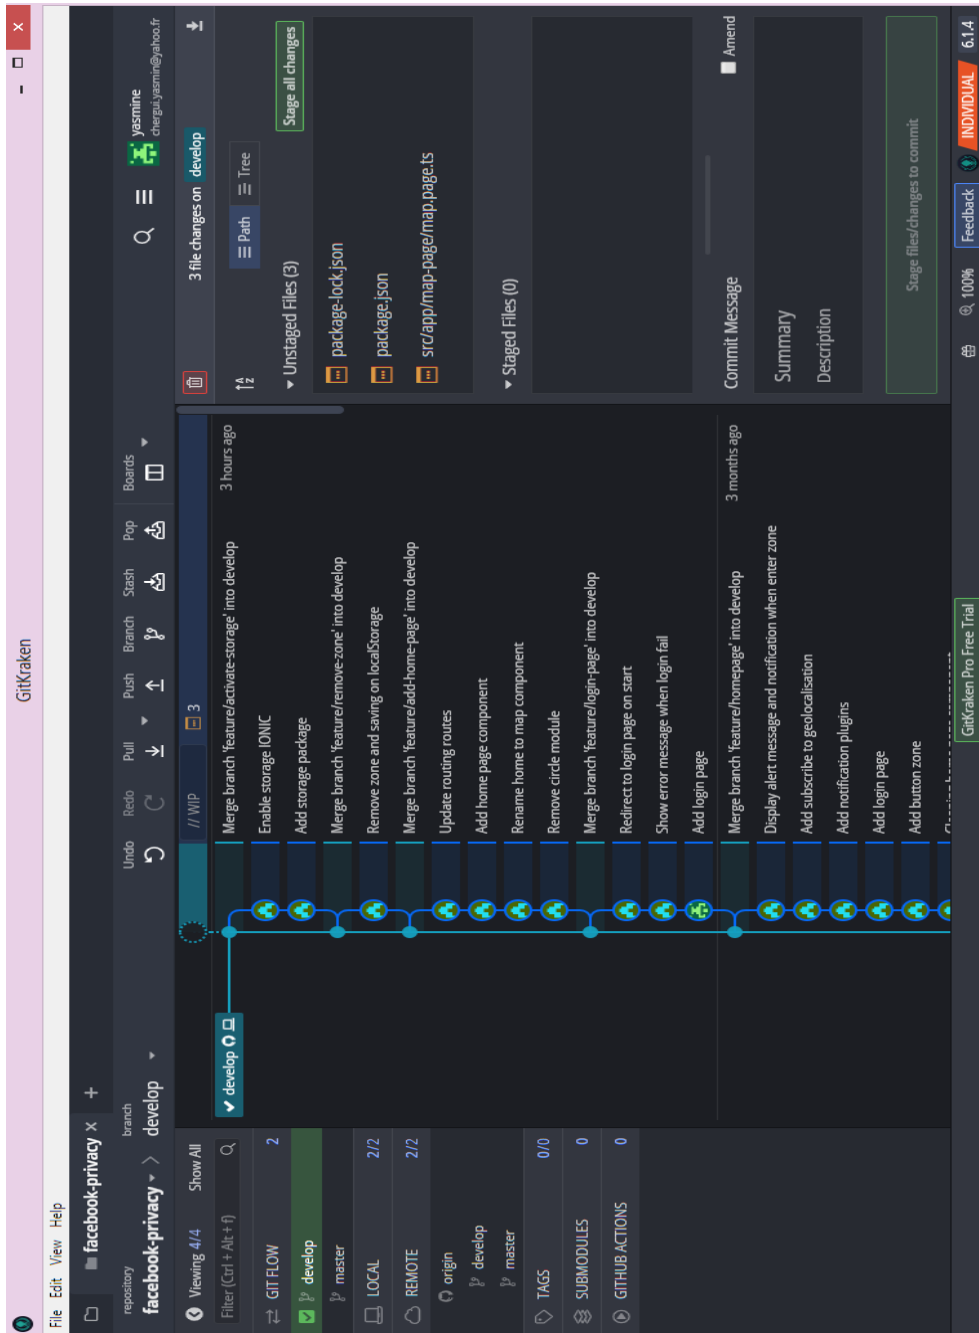 GitKraken
File Edit View Help
facebook-privacy
repository
facebook-privacy
branch
develop
Undo
Redo
Pull
Push
Branch
Stash
Pop
Boards
yasmine
chergui.yasmin@yahoo.fr
Viewing 4/4 Show All
Filter (Ctrl + Alt + f)
GIT FLOW 2
develop
master
LOCAL 2/2
REMOTE 2/2
origin
develop
master
TAGS 0/0
SUBMODULES 0
GITHUB ACTIONS 0
// WIP 3
develop
Merge branch 'feature/activate-storage' into develop 3 hours ago
Enable storage IONIC
Add storage package
Merge branch 'feature/remove-zone' into develop
Remove zone and saving on localStorage
Merge branch 'feature/add-home-page' into develop
Update routing routes
Add home page component
Rename home to map component
Remove circle module
Merge branch 'feature/login-page' into develop
Redirect to login page on start
Show error message when login fail
Add login page
Merge branch 'feature/homepage' into develop 3 months ago
Display alert message and notification when enter zone
Add subscribe to geolocalisation
Add notification plugins
Add login page
Add button zone
3 file changes on develop
Path Tree
Unstaged Files (3)
Stage all changes
package-lock.json
package.json
src/app/map-page/map.page.ts
Staged Files (0)
Commit Message
Amend
Summary
Description
Stage files/changes to commit
GitKraken Pro Free Trial
100%
Feedback
INDIVIDUAL
6.1.4